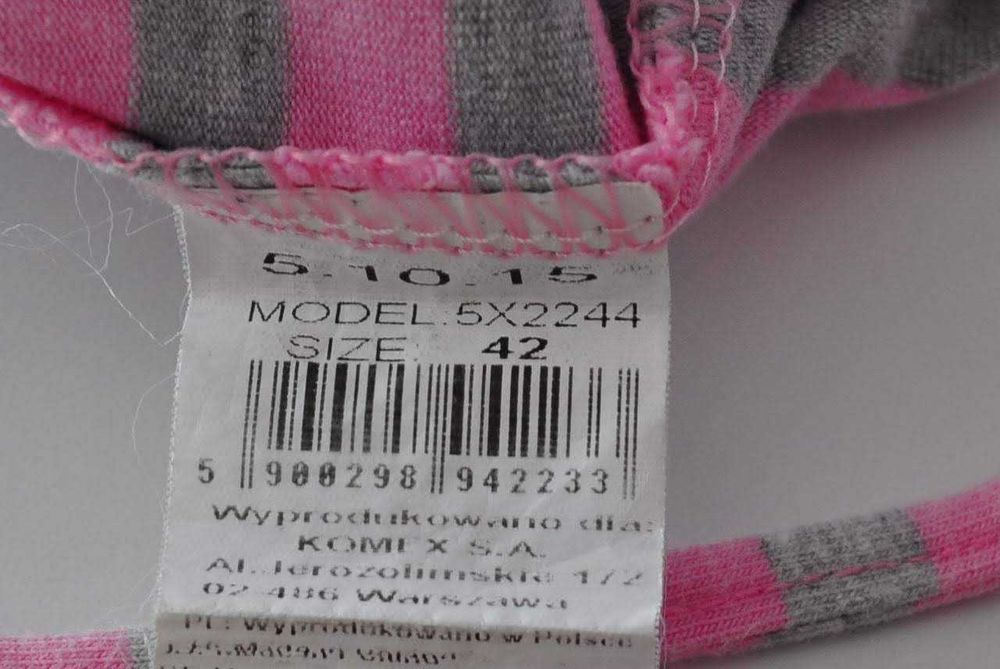 5.10.15
MODEL: 5X2244
SIZE: 42
5 900298 942233
Wyprodukowano dla:
KOMEX S.A.
Al. Jerozolimskie 172
02-486 Warszawa
PL: Wyprodukowano w Polsce